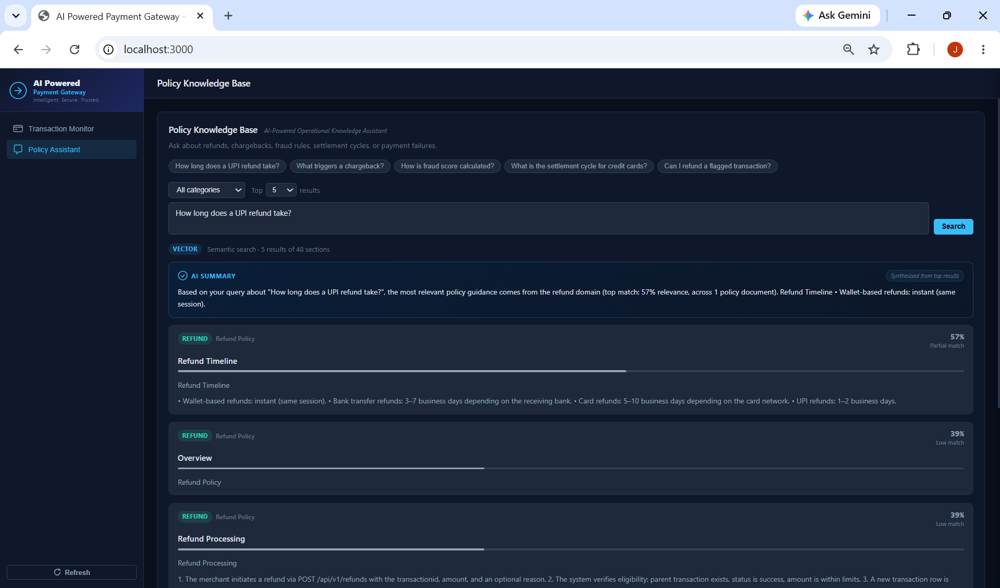 AI Powered Payment Gateway –
Ask Gemini
localhost:3000
J
AI Powered
Payment Gateway
Intelligent. Secure. Trusted.
Transaction Monitor
Policy Assistant
Refresh
Policy Knowledge Base
Policy Knowledge Base AI-Powered Operational Knowledge Assistant
Ask about refunds, chargebacks, fraud rules, settlement cycles, or payment failures.
How long does a UPI refund take? What triggers a chargeback? How is fraud score calculated? What is the settlement cycle for credit cards? Can I refund a flagged transaction?
All categories Top 5 results
How long does a UPI refund take?
Search
VECTOR Semantic search · 5 results of 48 sections
AI SUMMARY Synthesised from top results
Based on your query about "How long does a UPI refund take?", the most relevant policy guidance comes from the refund domain (top match: 57% relevance, across 1 policy document). Refund Timeline • Wallet-based refunds: instant (same
session).
REFUND Refund Policy 57%
Partial match
Refund Timeline
Refund Timeline
• Wallet-based refunds: instant (same session). • Bank transfer refunds: 3–7 business days depending on the receiving bank. • Card refunds: 5–10 business days depending on the card network. • UPI refunds: 1–2 business days.
REFUND Refund Policy 39%
Low match
Overview
Refund Policy
REFUND Refund Policy 39%
Low match
Refund Processing
Refund Processing
1. The merchant initiates a refund via POST /api/v1/refunds with the transactionid, amount, and an optional reason. 2. The system verifies eligibility: parent transaction exists, status is success, amount is within limits. 3. A new transaction row is